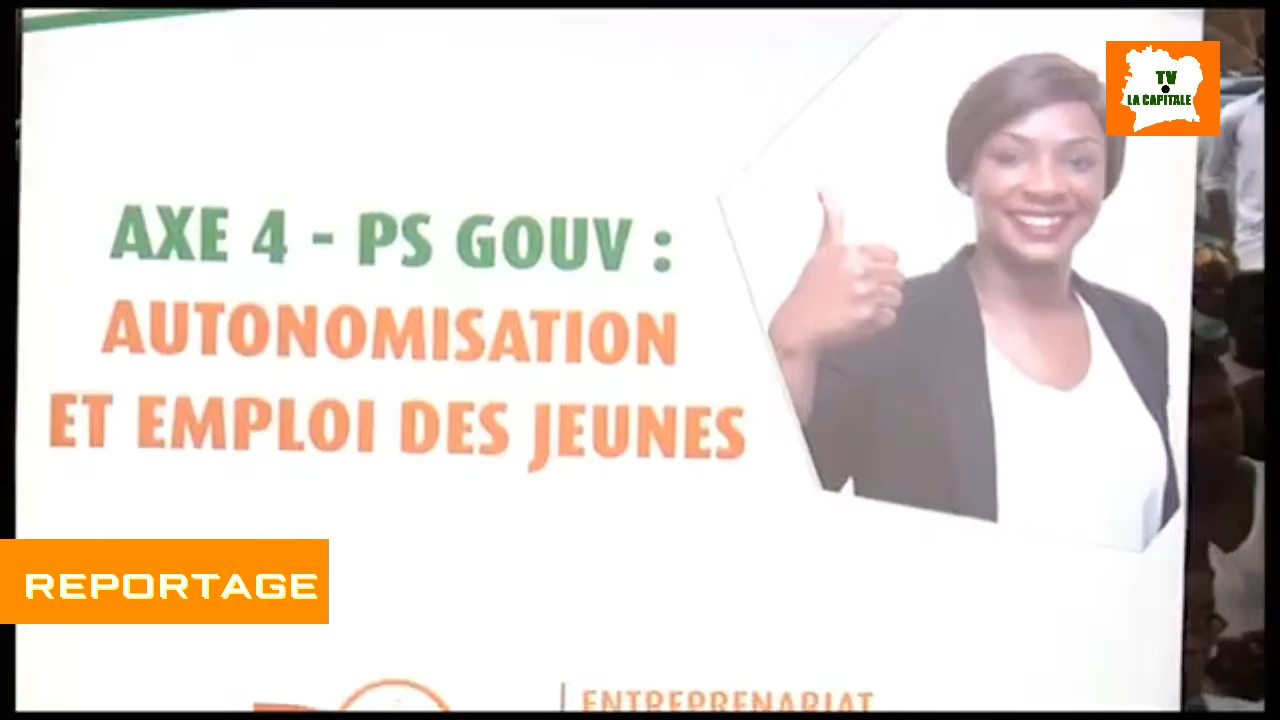 TV
LA CAPITALE
AXE 4 - PS GOUV :
AUTONOMISATION
ET EMPLOI DES JEUNES
REPORTAGE
ENTREPRENARIAT